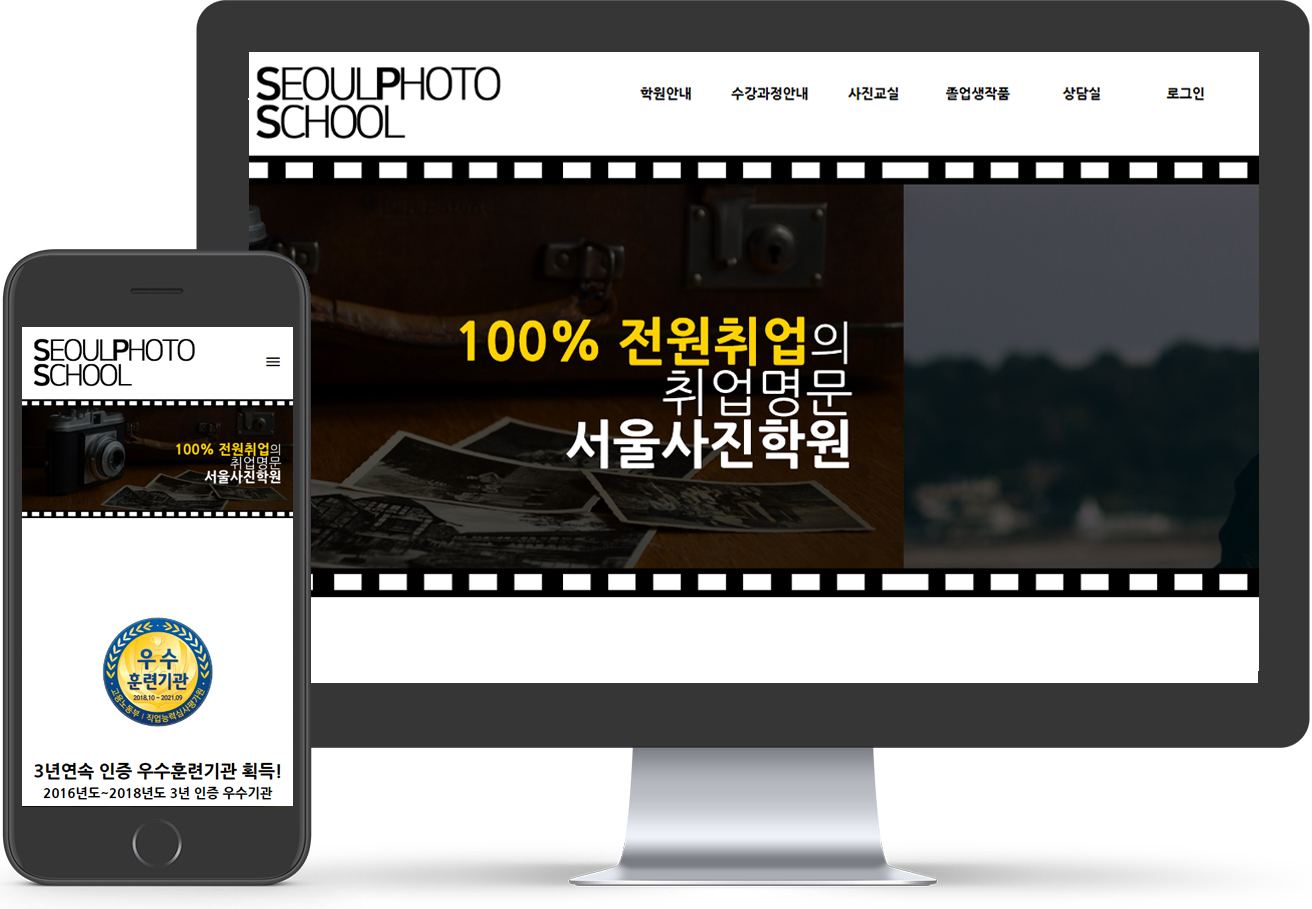 SEOULPHOTO
SCHOOL
학원안내 수강과정안내 사진교실 졸업생작품 상담실 로그인
100% 전원취업의
취업명문
서울사진학원
SEOULPHOTO
SCHOOL
100% 전원취업의
취업명문
서울사진학원
우수
훈련기관
2018.10 ~ 2021.09
고용노동부 | 직업능력심사평가원
3년연속 인증 우수훈련기관 획득!
2016년도~2018년도 3년 인증 우수기관